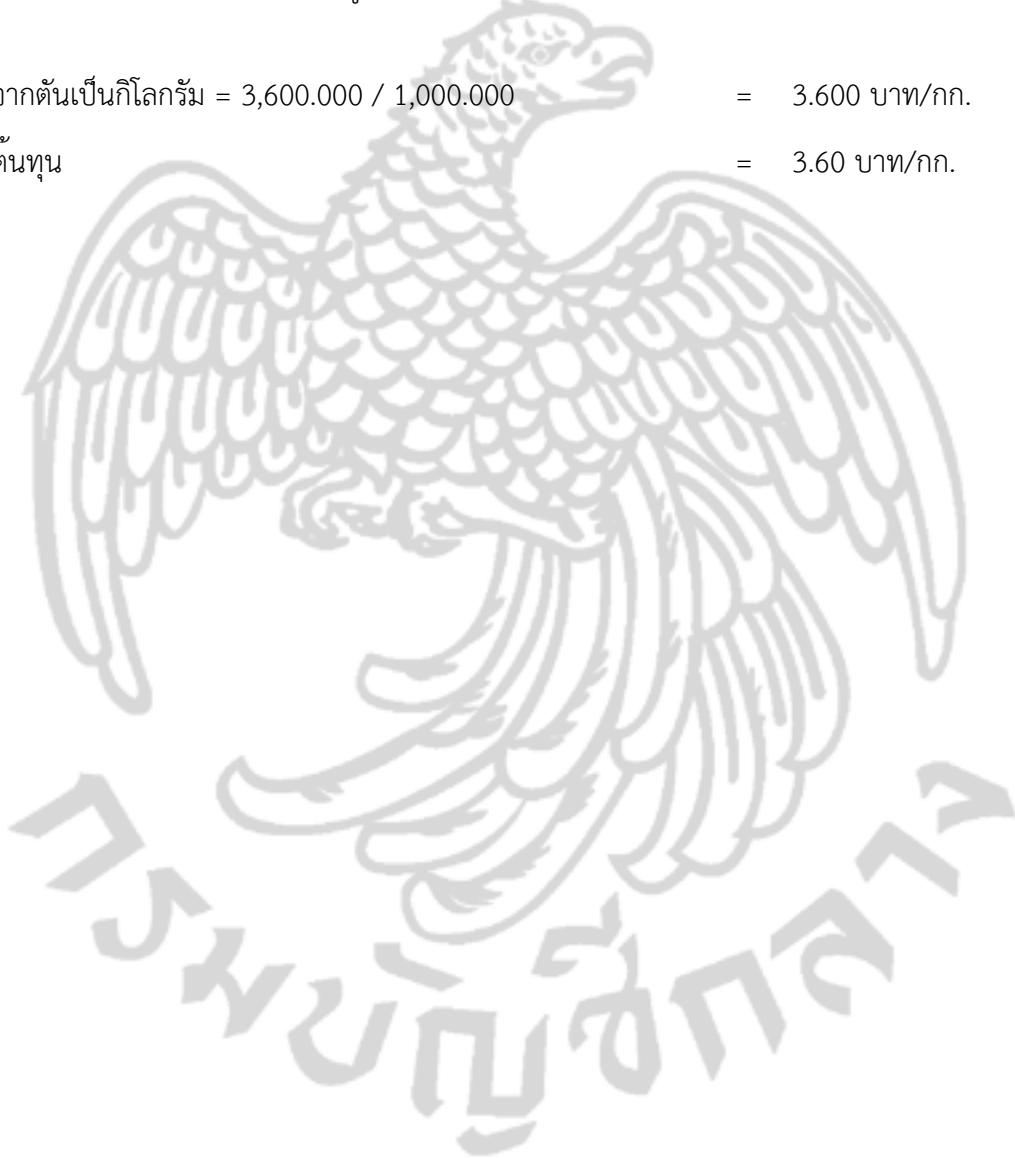 จากตันเป็นกิโลกรัม = 3,600.000 / 1,000.000 = 3.600 บาท/กก.
ต้นทุน = 3.60 บาท/กก.
กรมบัญชีกลาง